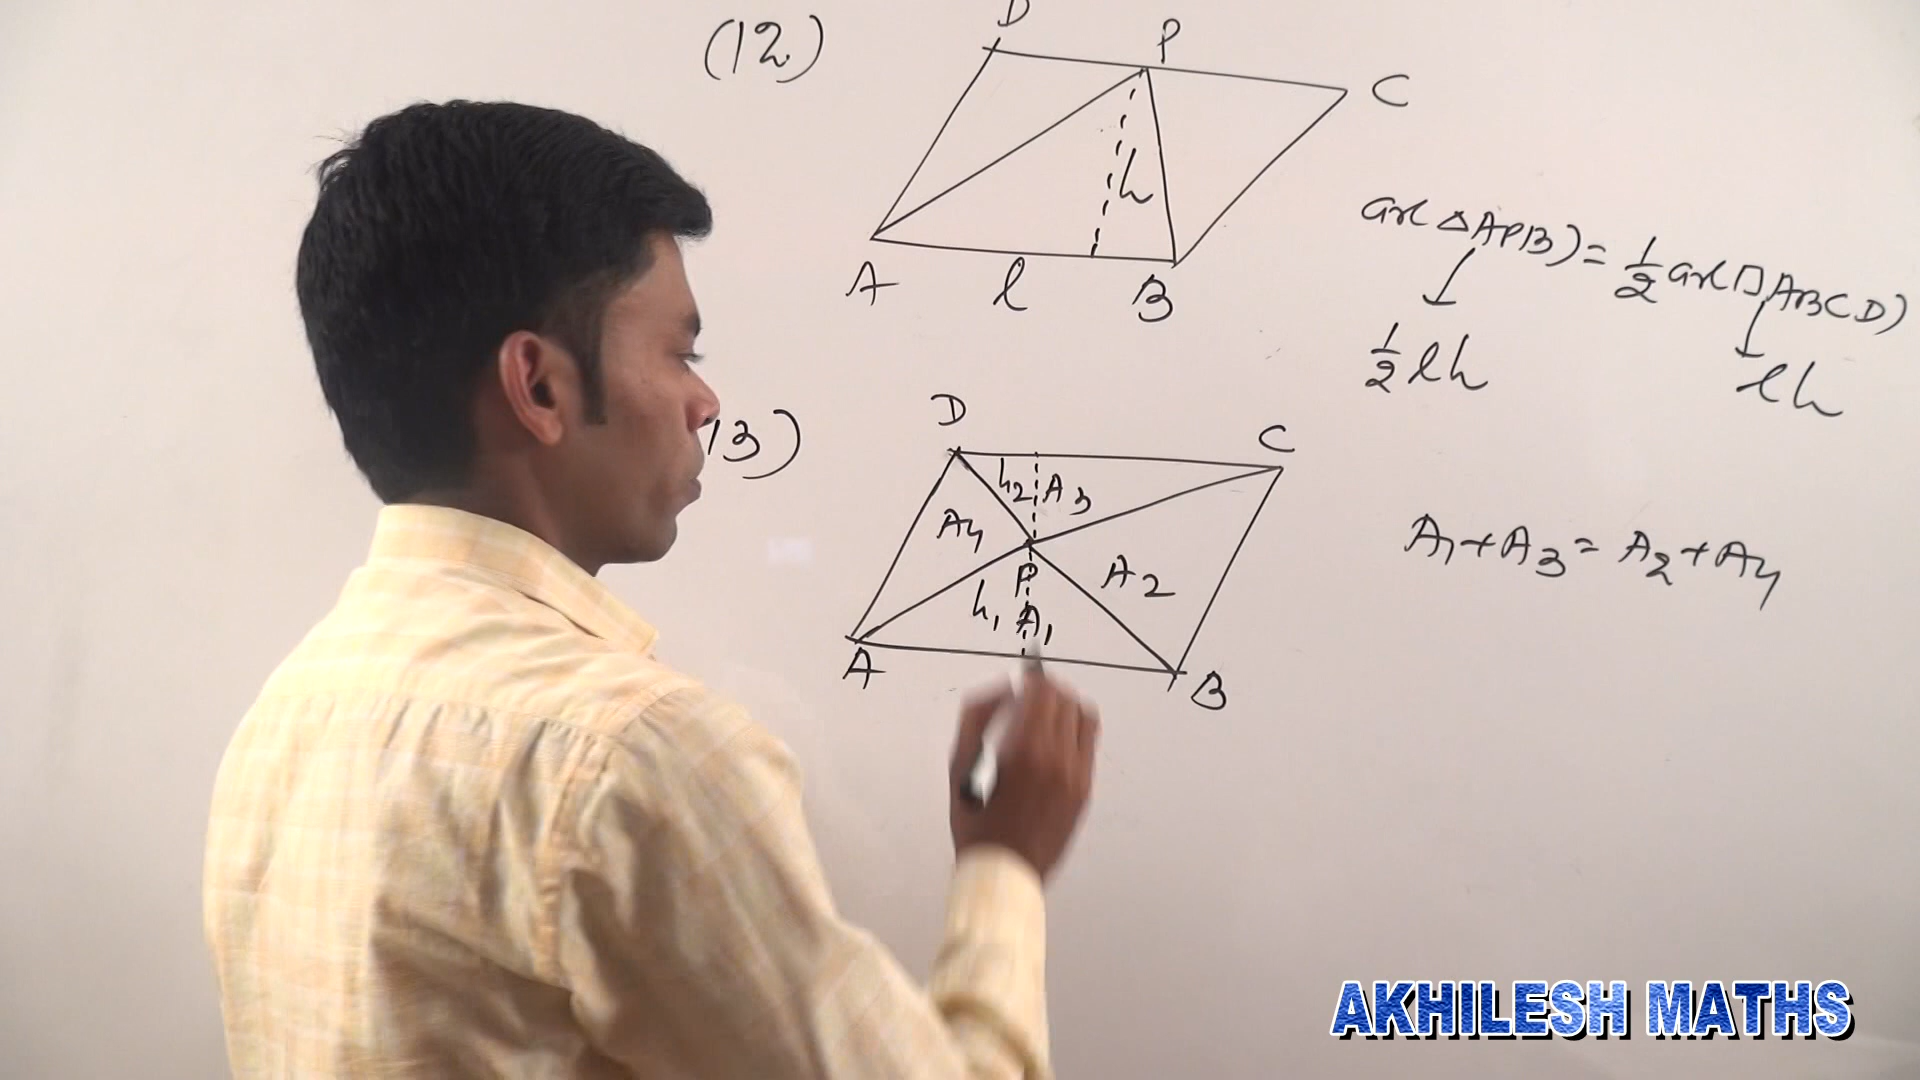 (12)
D
P
C
h
A
l
B
ar △APB) = 1/2 ar ▱ABCD)
↓ ↓
1/2 lh
lh
13)
D
C
h2 A3
A4
P
A2
h1 A1
A
B
A1+A3 = A2+A4
AKHILESH MATHS